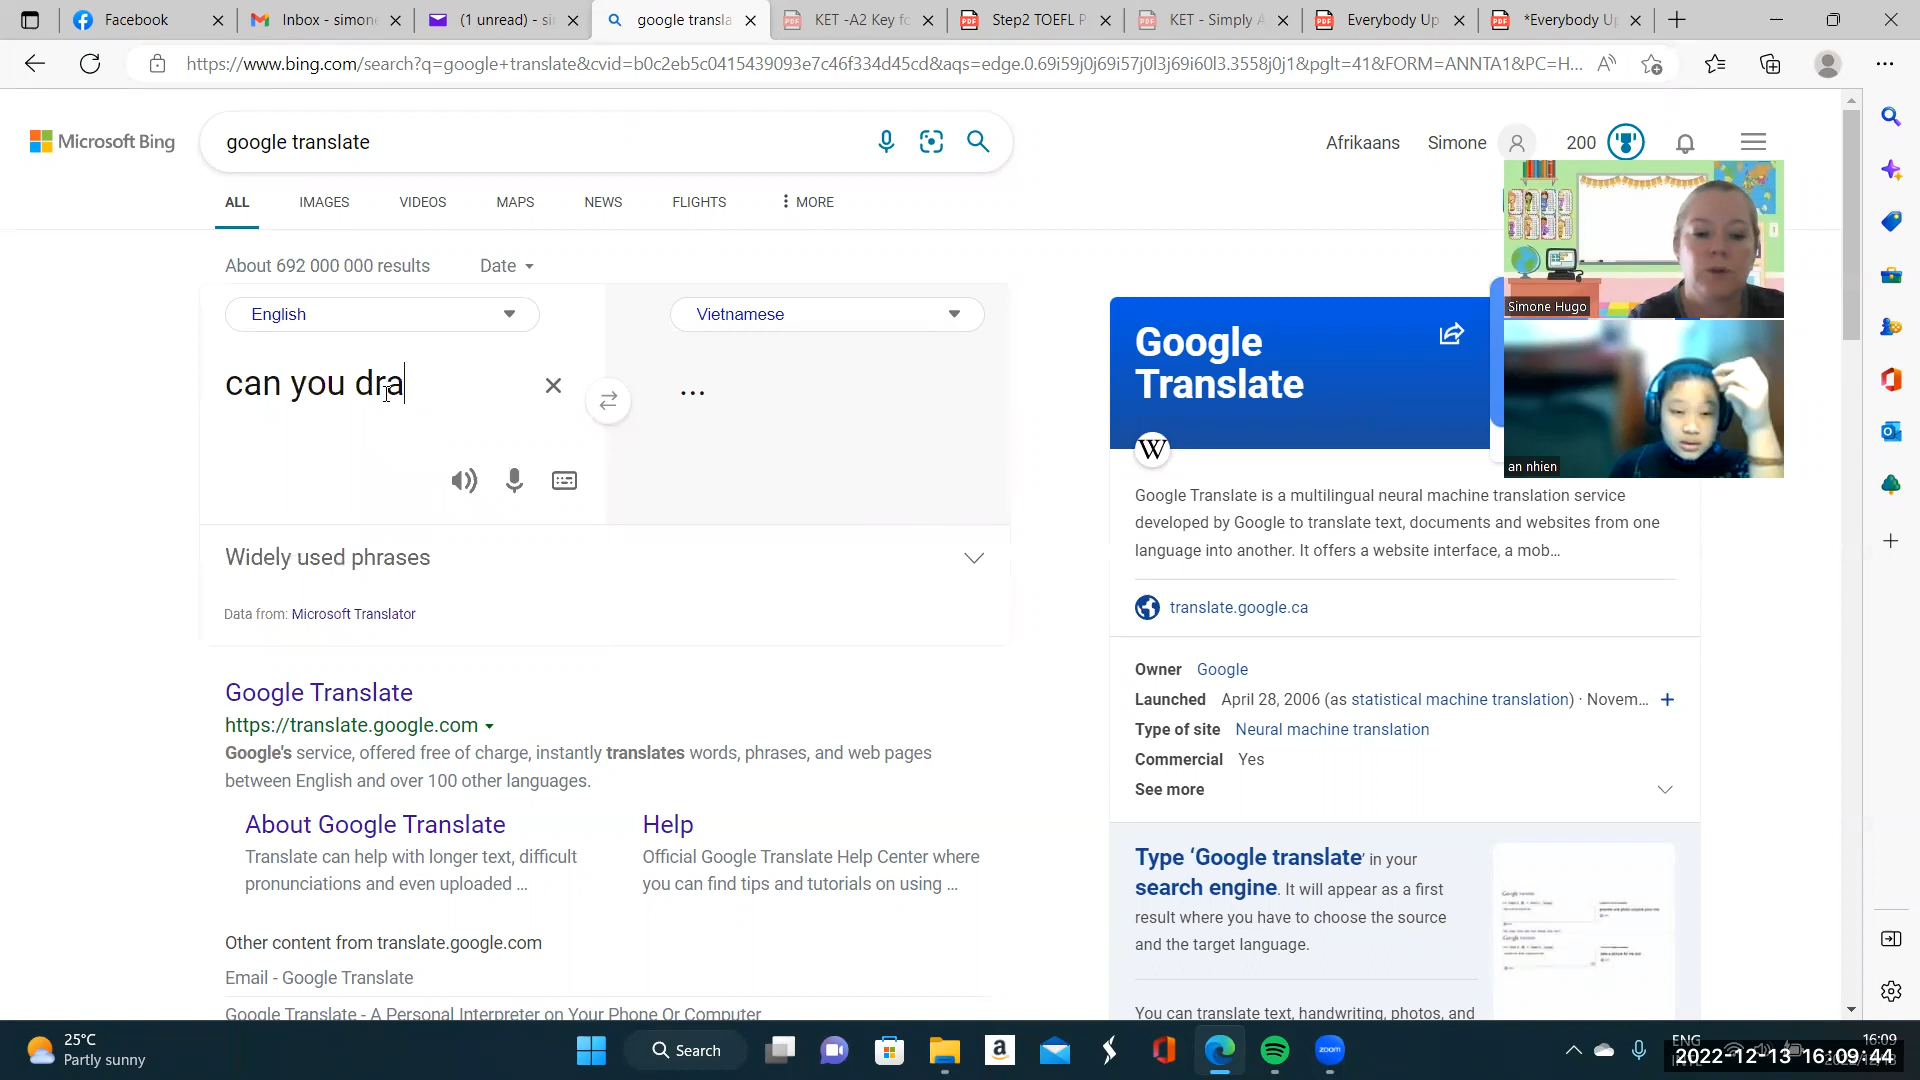 Facebook
Inbox - simone
(1 unread) - si
google transla
KET -A2 Key fo
Step2 TOEFL P
KET - Simply A
Everybody Up
*Everybody Up
https://www.bing.com/search?q=google+translate&cvid=b0c2eb5c0415439093e7c46f334d45cd&aqs=edge.0.69i59j0j69i57j0l3j69i60l3.3558j0j1&pglt=41&FORM=ANNTA1&PC=H...
Microsoft Bing
google translate
Afrikaans
Simone
200
ALL
IMAGES
VIDEOS
MAPS
NEWS
FLIGHTS
MORE
About 692 000 000 results
Date
English
Vietnamese
can you dra
...
Widely used phrases
Data from: Microsoft Translator
Google Translate
https://translate.google.com
Google's service, offered free of charge, instantly translates words, phrases, and web pages
between English and over 100 other languages.
About Google Translate
Translate can help with longer text, difficult
pronunciations and even uploaded ...
Help
Official Google Translate Help Center where
you can find tips and tutorials on using ...
Other content from translate.google.com
Email - Google Translate
Google Translate - A Personal Interpreter on Your Phone Or Computer
Simone Hugo
an nhien
Google
Translate
W
Google Translate is a multilingual neural machine translation service
developed by Google to translate text, documents and websites from one
language into another. It offers a website interface, a mob...
translate.google.ca
Owner Google
Launched April 28, 2006 (as statistical machine translation) · Novem...
Type of site Neural machine translation
Commercial Yes
See more
Type ‘Google translate’ in your
search engine. It will appear as a first
result where you have to choose the source
and the target language.
You can translate text, handwriting, photos, and
25°C
Partly sunny
Search
zoom
ENG
16:09
2022-12-13 16:09:44